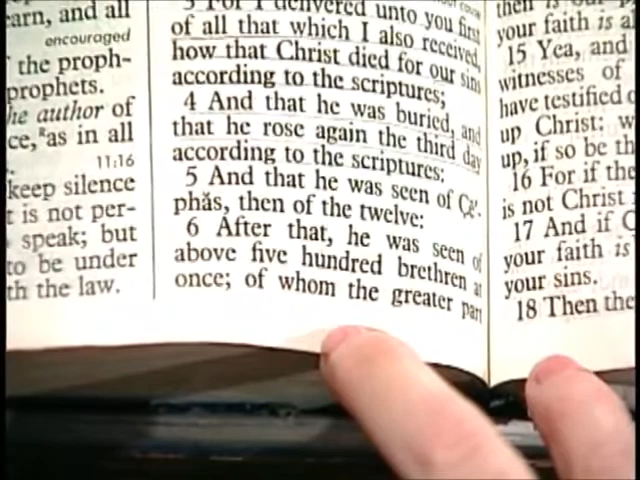 earn, and all
encouraged
the proph-
prophets.
he author of
ce, as in all
11:16
keep silence
t is not per-
speak; but
to be under
th the law.
3 For I delivered unto you first
of all that which I also received,
how that Christ died for our sins
according to the scriptures;
4 And that he was buried, and
that he rose again the third day
according to the scriptures:
5 And that he was seen of Çē'-
phăs, then of the twelve:
6 After that, he was seen of
above five hundred brethren at
once; of whom the greater part
your faith is a
15 Yea, and
witnesses of
have testified o
up Christ: w
up, if so be th
16 For if the
is not Christ
17 And if C
your faith is
your sins.
18 Then the